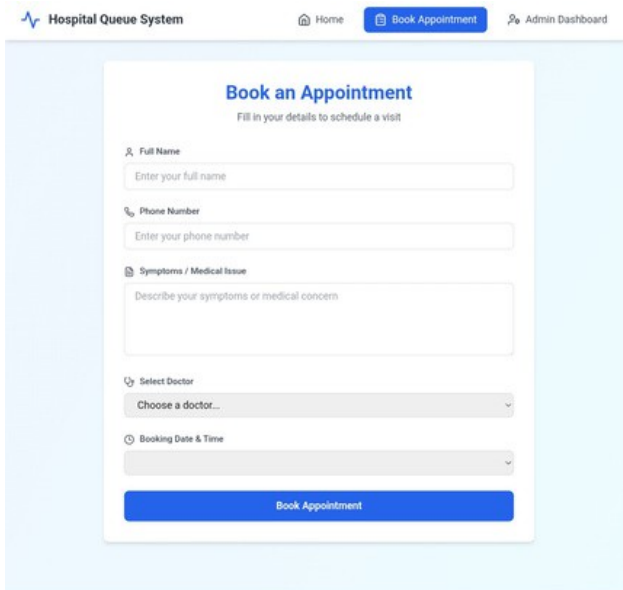 Hospital Queue System
Home
Book Appointment
Admin Dashboard
Book an Appointment
Fill in your details to schedule a visit
Full Name
Enter your full name
Phone Number
Enter your phone number
Symptoms / Medical Issue
Describe your symptoms or medical concern
Select Doctor
Choose a doctor...
Booking Date & Time
Book Appointment